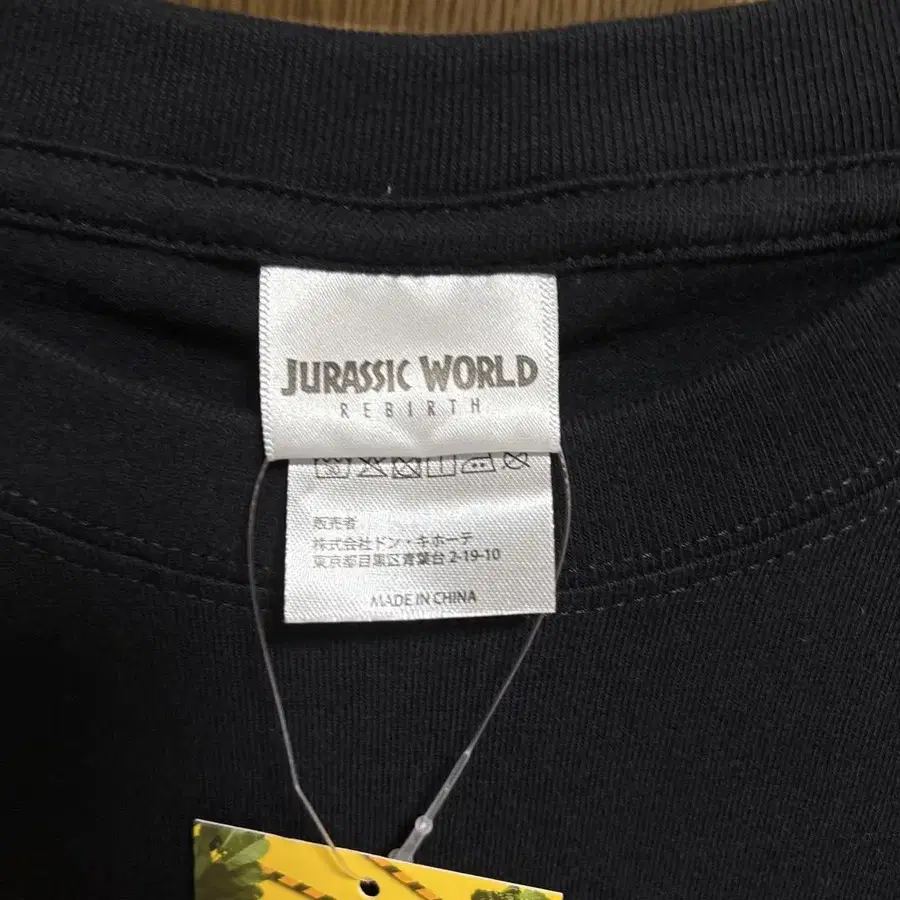 JURASSIC WORLD
REBIRTH
販売者
株式会社ドン・キホーテ
東京都目黒区青葉台2-19-10
MADE IN CHINA